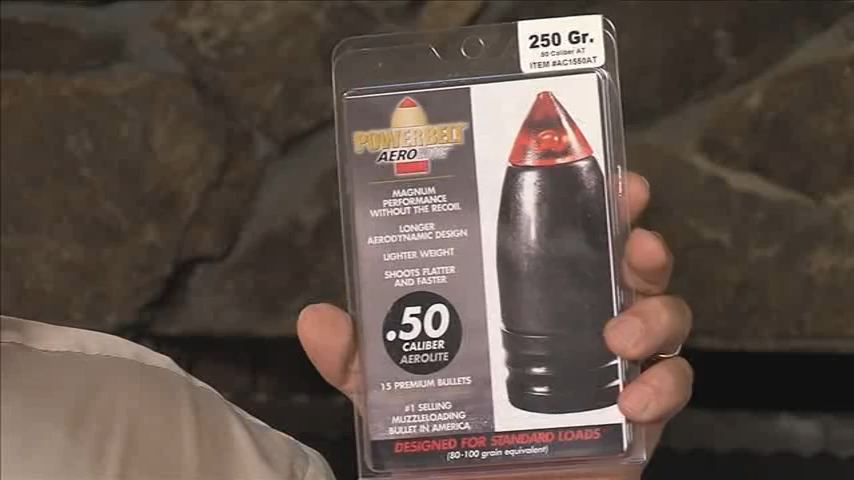 250 Gr.
.50 Caliber AT
ITEM #AC1550AT
POWERBELT
AEROLITE
MAGNUM
PERFORMANCE
WITHOUT THE RECOIL
LONGER
AERODYNAMIC DESIGN
LIGHTER WEIGHT
SHOOTS FLATTER
AND FASTER
.50
CALIBER
AEROLITE
15 PREMIUM BULLETS
#1 SELLING
MUZZLELOADING
BULLET IN AMERICA
DESIGNED FOR STANDARD LOADS
(80-100 grain equivalent)